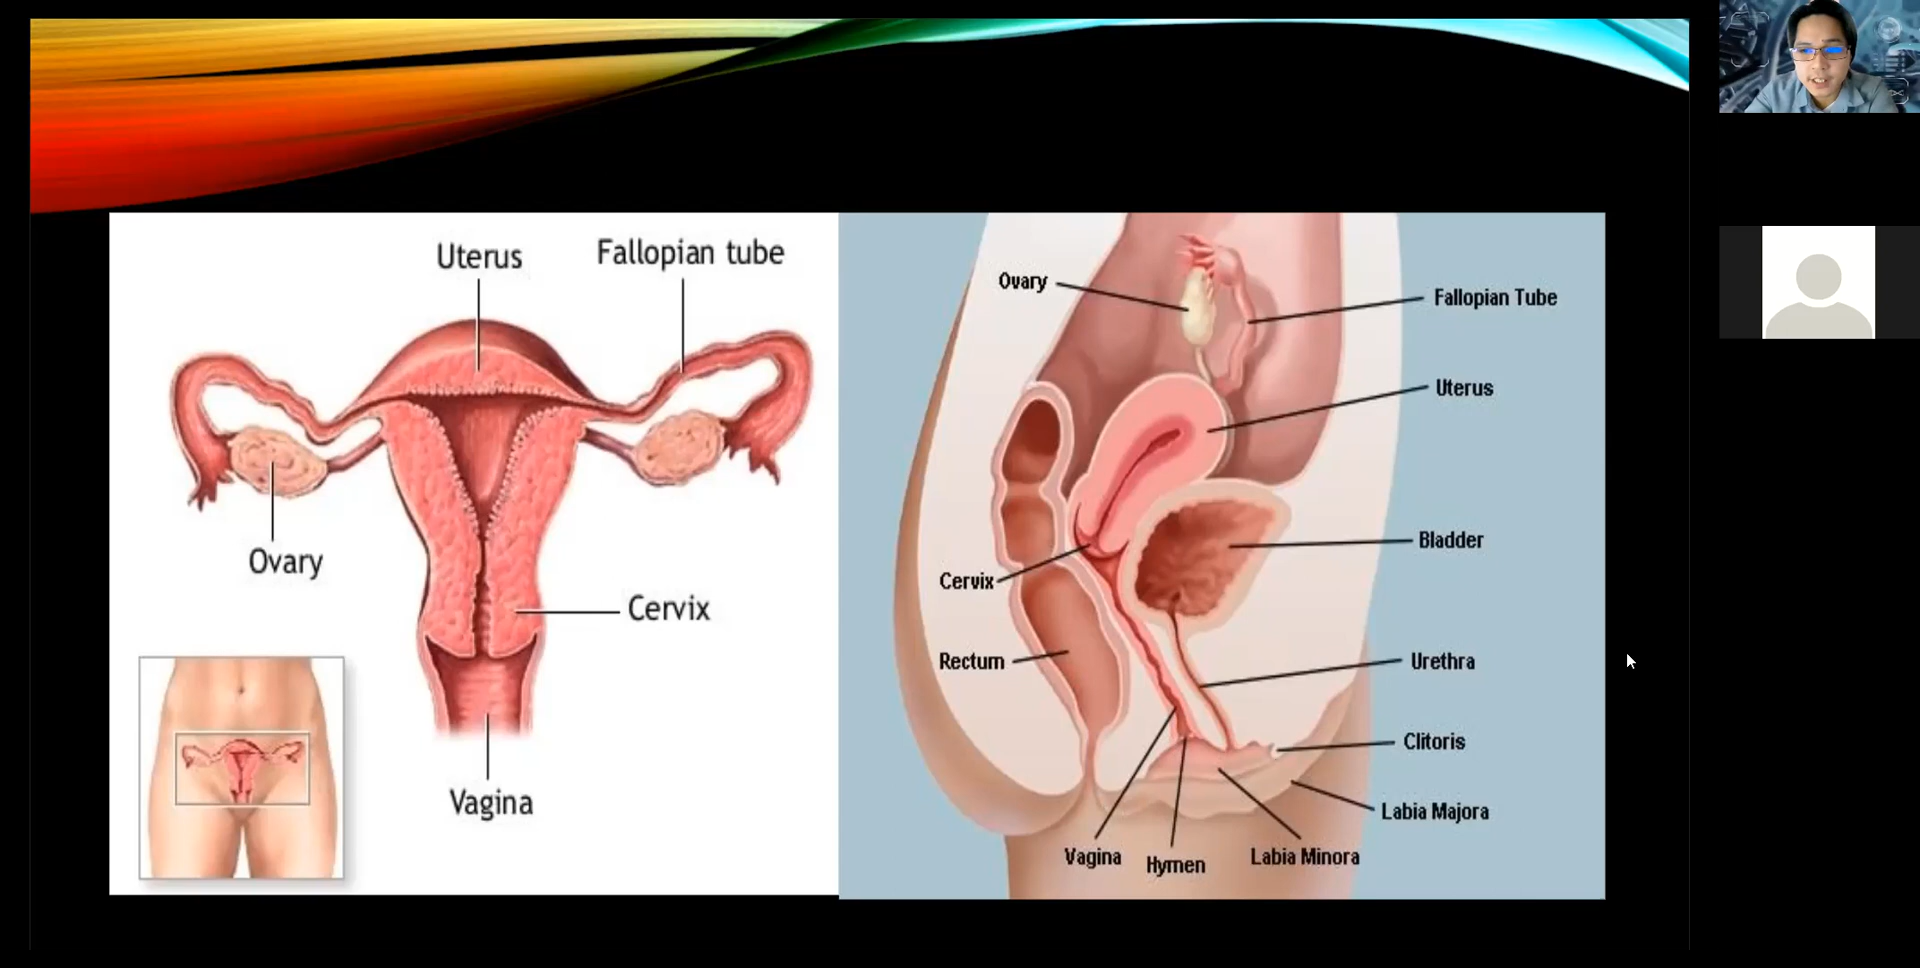 Uterus
Fallopian tube
Ovary
Cervix
Vagina
Ovary
Fallopian Tube
Uterus
Bladder
Cervix
Rectum
Urethra
Clitoris
Labia Majora
Vagina
Hymen
Labia Minora